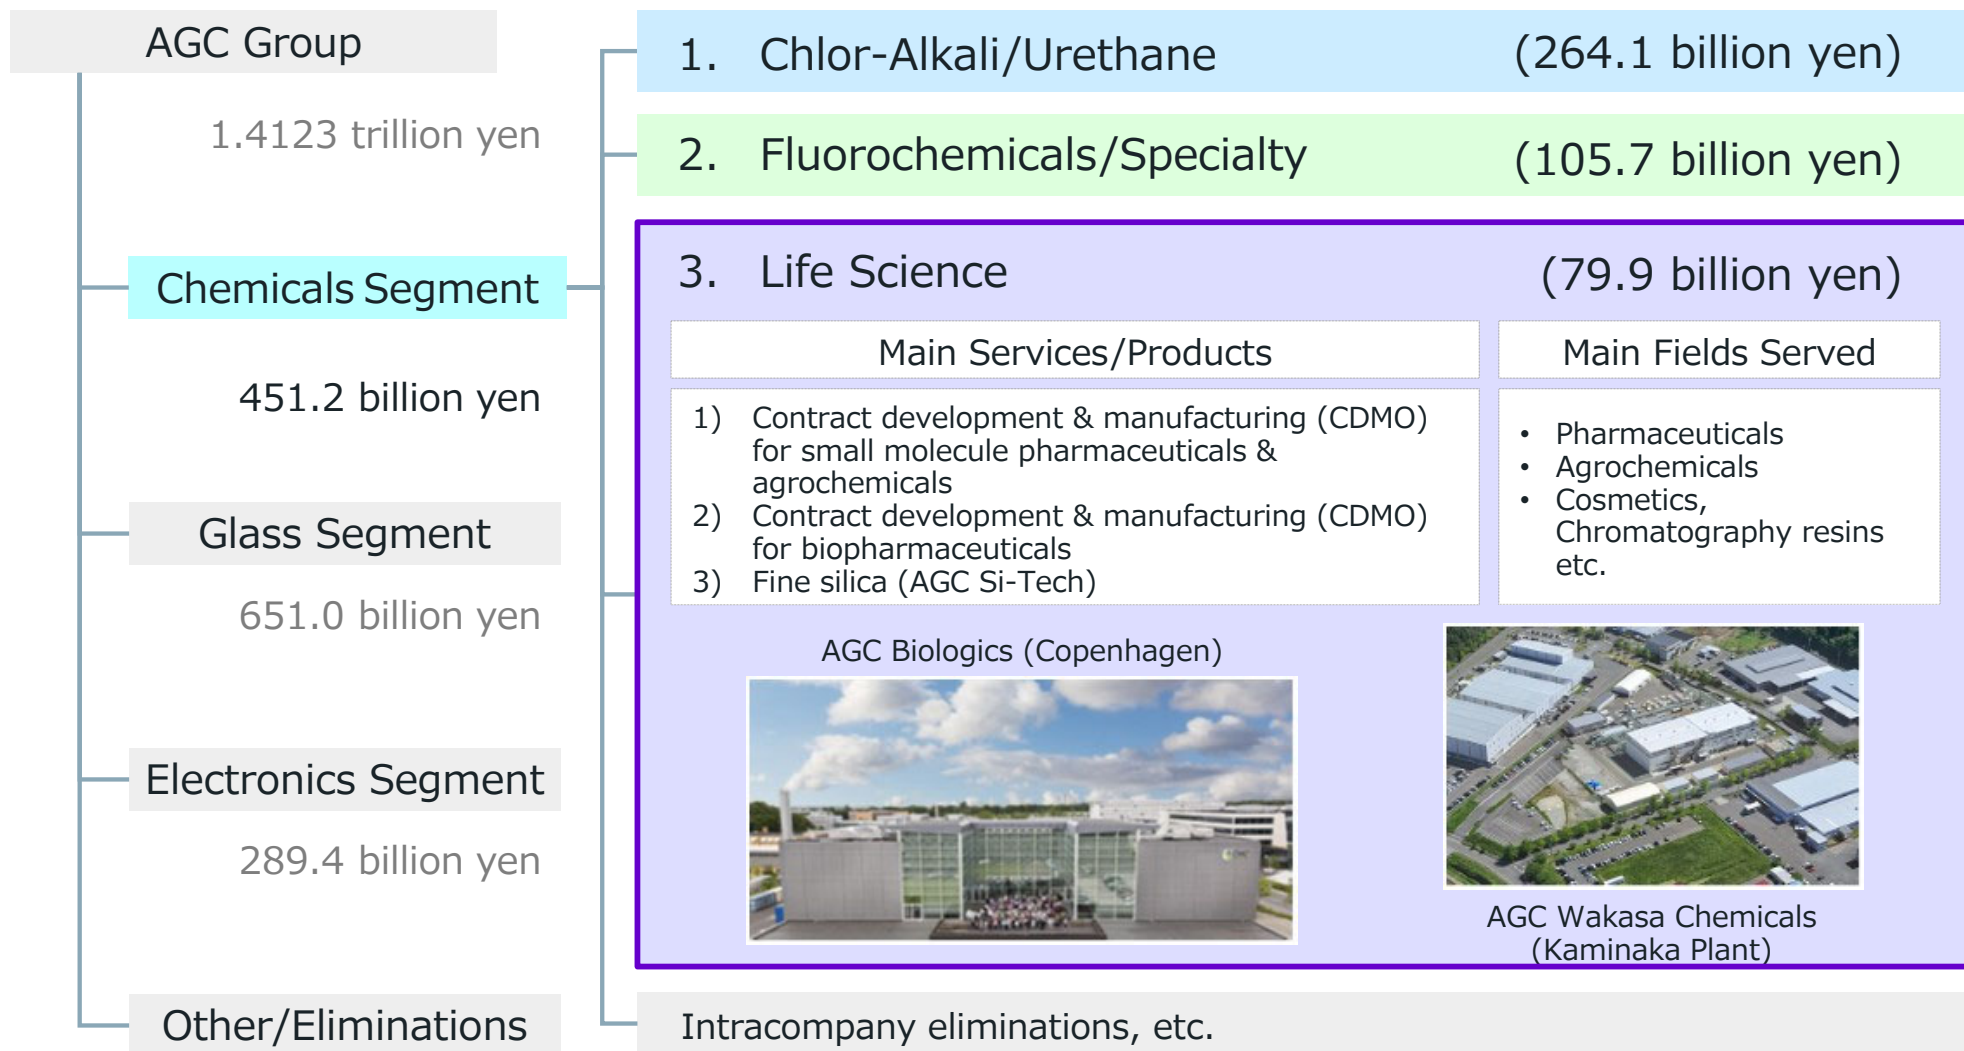 AGC Group
1.4123 trillion yen
Chemicals Segment
451.2 billion yen
Glass Segment
651.0 billion yen
Electronics Segment
289.4 billion yen
Other/Eliminations
1. Chlor-Alkali/Urethane (264.1 billion yen)
2. Fluorochemicals/Specialty (105.7 billion yen)
3. Life Science (79.9 billion yen)
Main Services/Products
1) Contract development & manufacturing (CDMO)
for small molecule pharmaceuticals &
agrochemicals
2) Contract development & manufacturing (CDMO)
for biopharmaceuticals
3) Fine silica (AGC Si-Tech)
Main Fields Served
• Pharmaceuticals
• Agrochemicals
• Cosmetics,
Chromatography resins
etc.
AGC Biologics (Copenhagen)
AGC Wakasa Chemicals
(Kaminaka Plant)
Intracompany eliminations, etc.